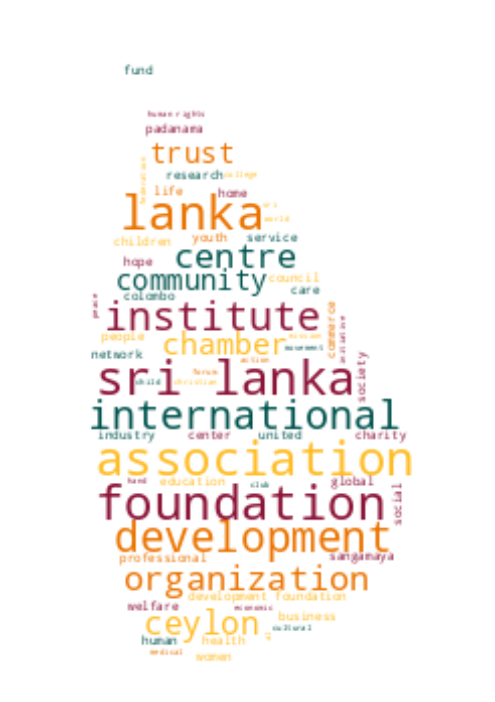 fund
human rights
padanama
trust
research college
life home
lanka
world
children youth service
centre
hope
community council
care
colombo
institute
commerce
people chamber mission
network movement
action
society
sri lanka
forum
child christian
international
industry center united charity
association
hand education club global
foundation
social
development
professional sangamaya
organization
development foundation
welfare economic
ceylon business
cultural
human health
medical
women